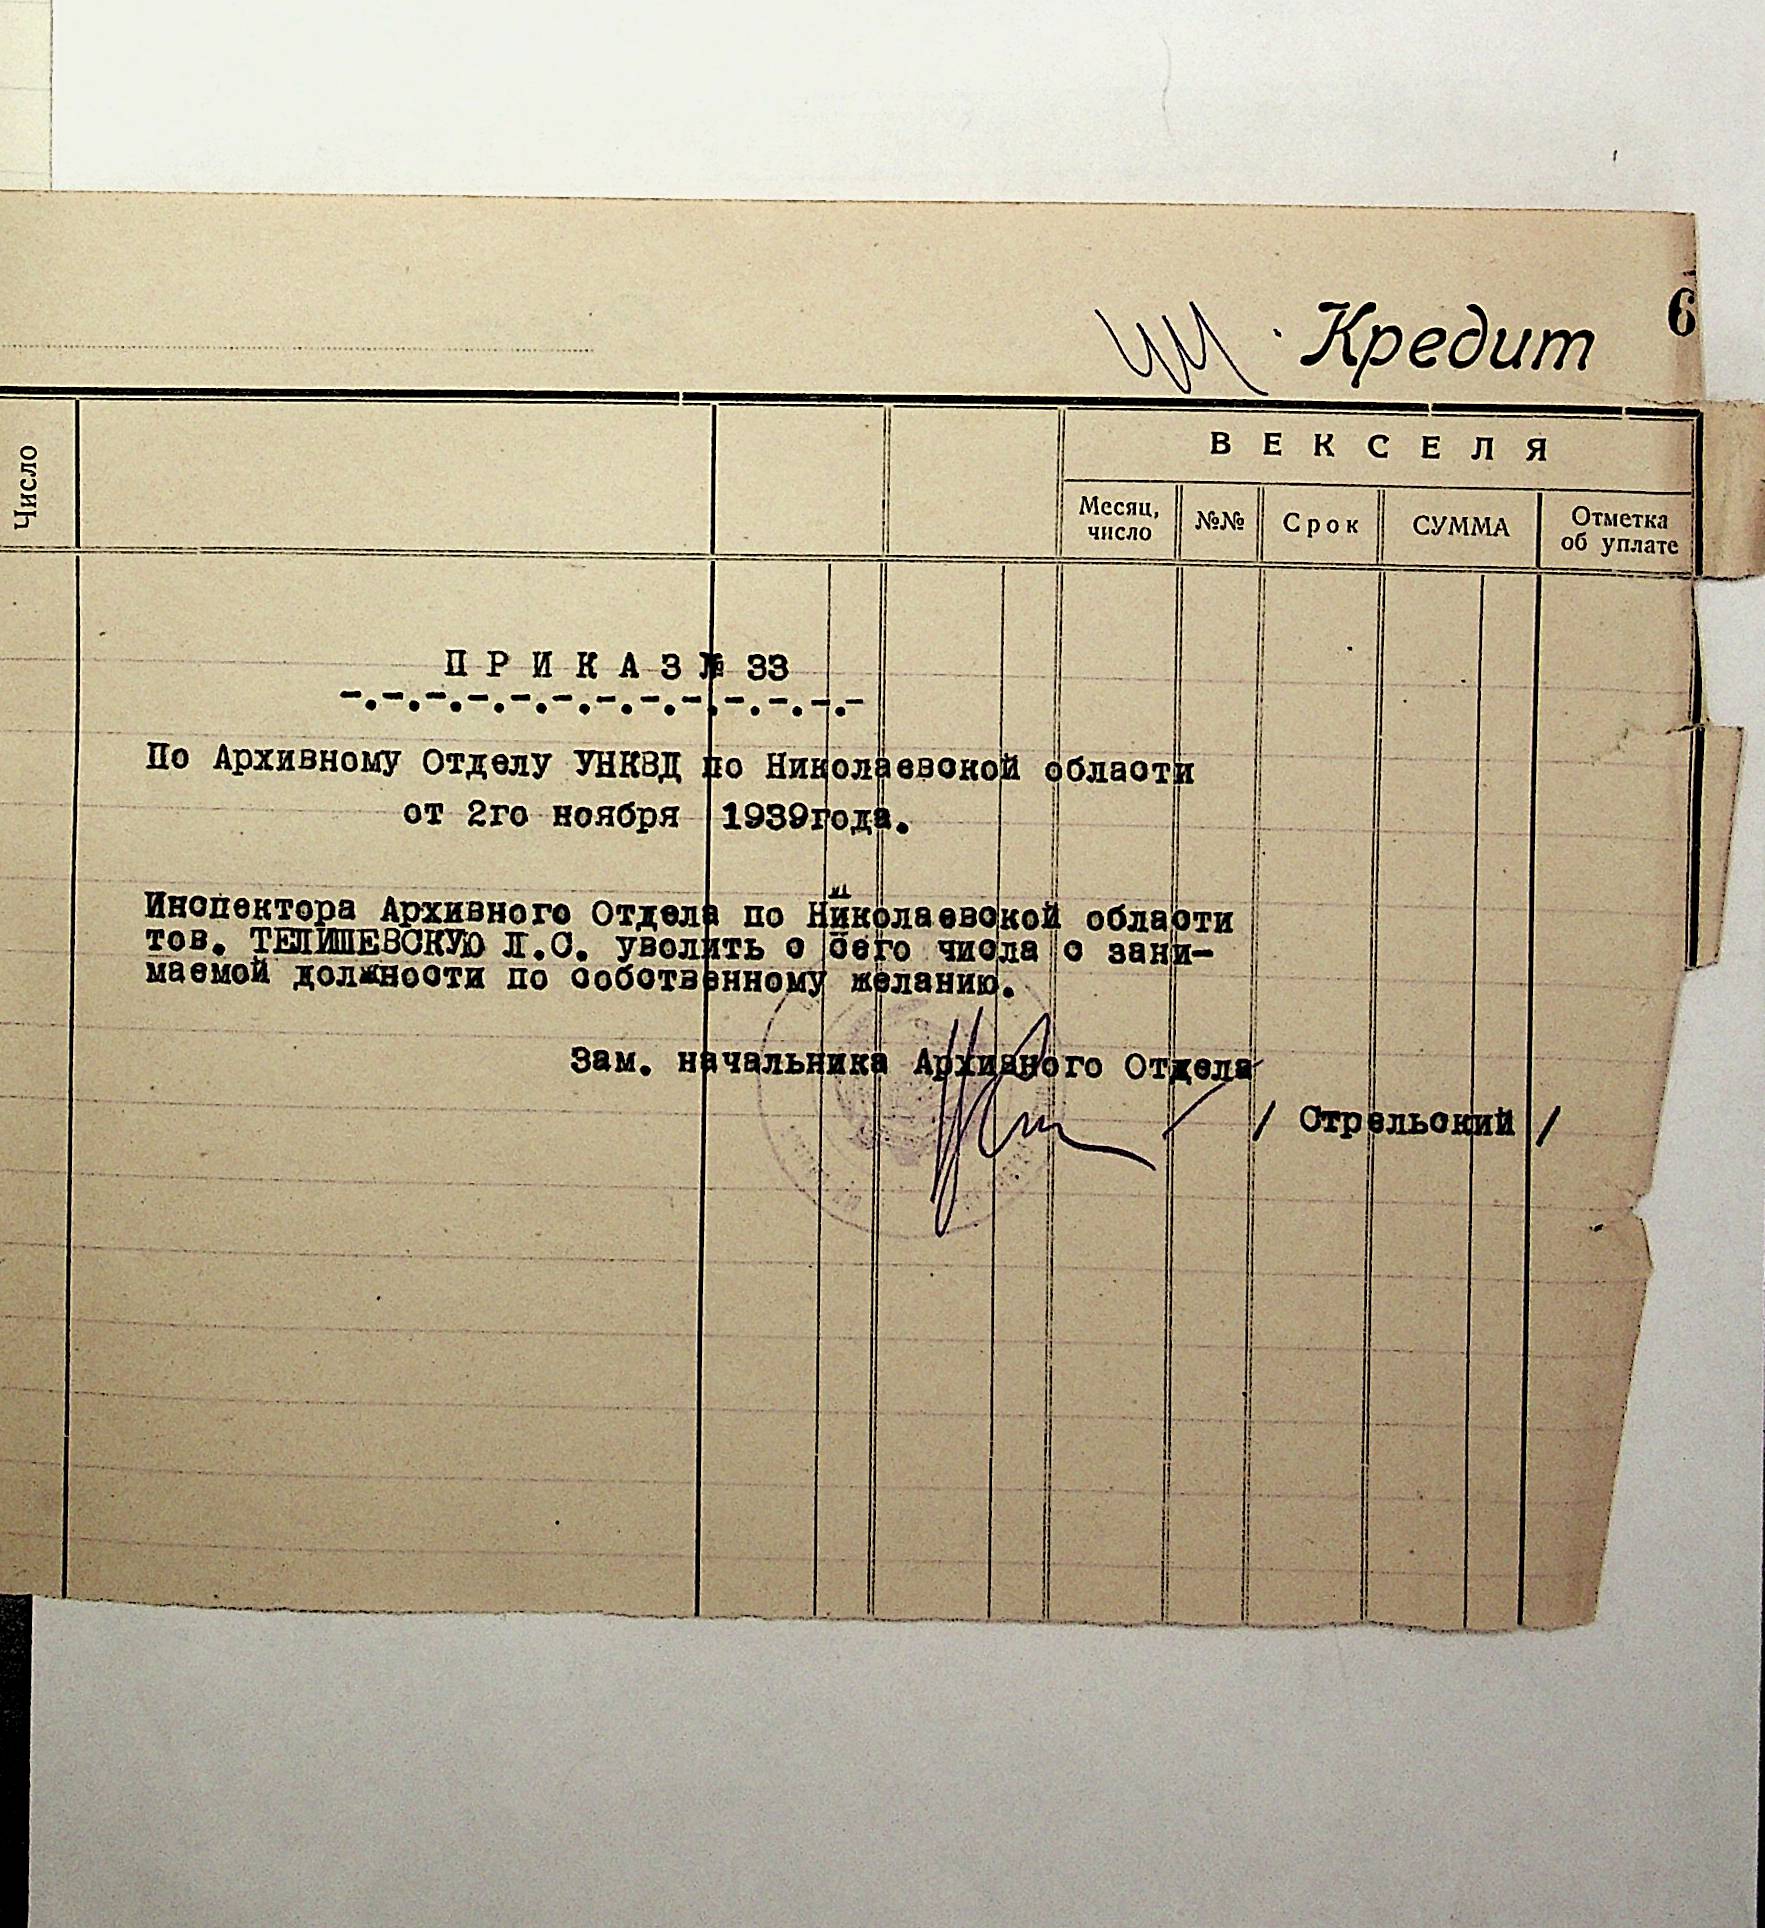 6
Кредит
Число
ВЕКСЕЛЯ
Месяц, число
№№
Срок
СУММА
Отметка об уплате
ПРИКАЗ № 33
-.-.-.-.-.-.-.-.-.-.-.-.-
По Архивному Отделу УНКВД по Николаевской области
от 2го ноября 1939года.
Инспектора Архивного Отдела по Николаевской области
тов. ТЕЛИШЕВСКУЮ Л.С. уволить с сего числа с зани-
маемой должности по собственному желанию.
Зам. начальника Архивного Отдела
/ Стрельский /